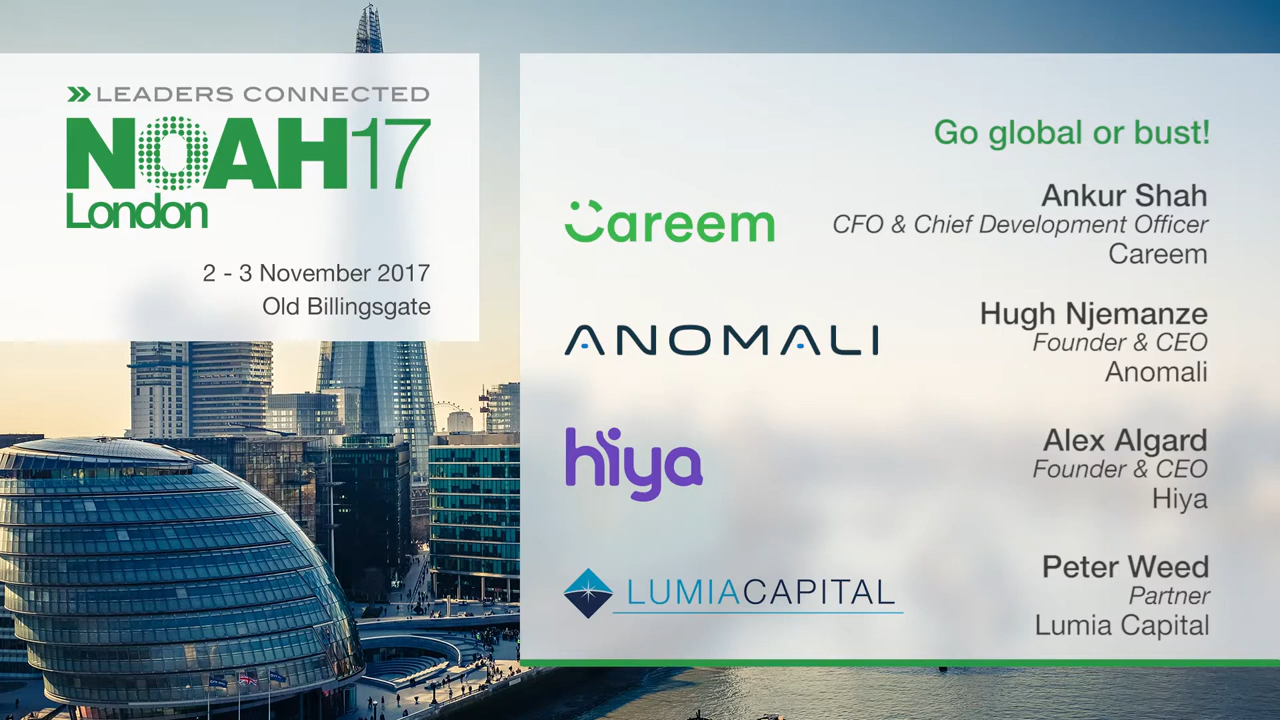 LEADERS CONNECTED
NOAH17
London
2 - 3 November 2017
Old Billingsgate
Go global or bust!
Careem
Ankur Shah
CFO & Chief Development Officer
Careem
ANOMALI
Hugh Njemanze
Founder & CEO
Anomali
hiya
Alex Algard
Founder & CEO
Hiya
LUMIACAPITAL
Peter Weed
Partner
Lumia Capital